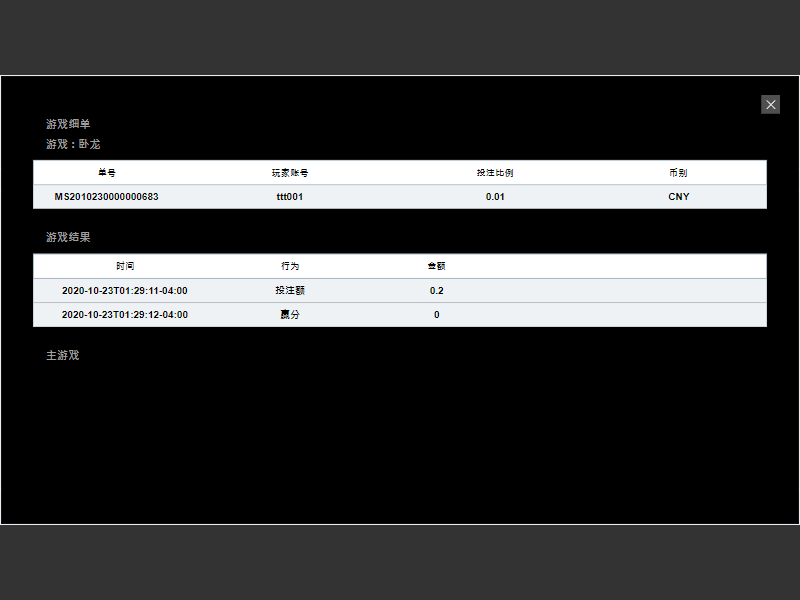 游戏细单
游戏：卧龙
单号 玩家账号 投注比例 币别
MS2010230000000683 ttt001 0.01 CNY
游戏结果
时间 行为 金额
2020-10-23T01:29:11-04:00 投注额 0.2
2020-10-23T01:29:12-04:00 赢分 0
主游戏